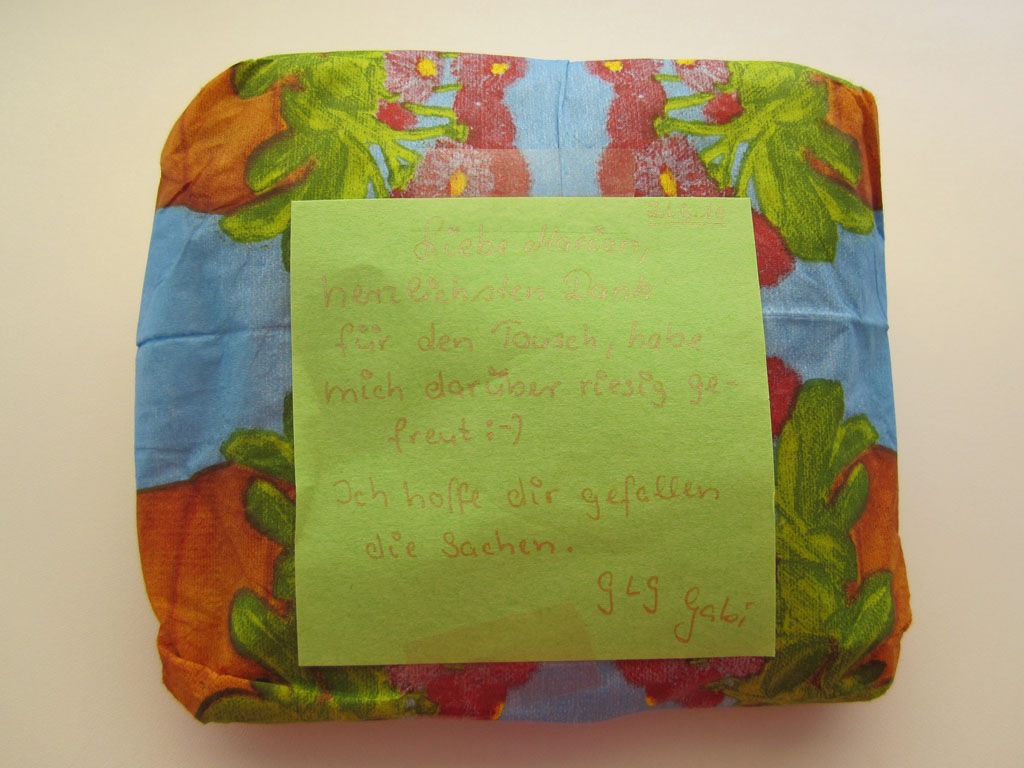 Liebe Marion,
herzlichsten Dank
für den Tausch, habe
mich darüber riesig ge-
freut :-)
Ich hoffe dir gefallen
die Sachen.
GLG Gabi